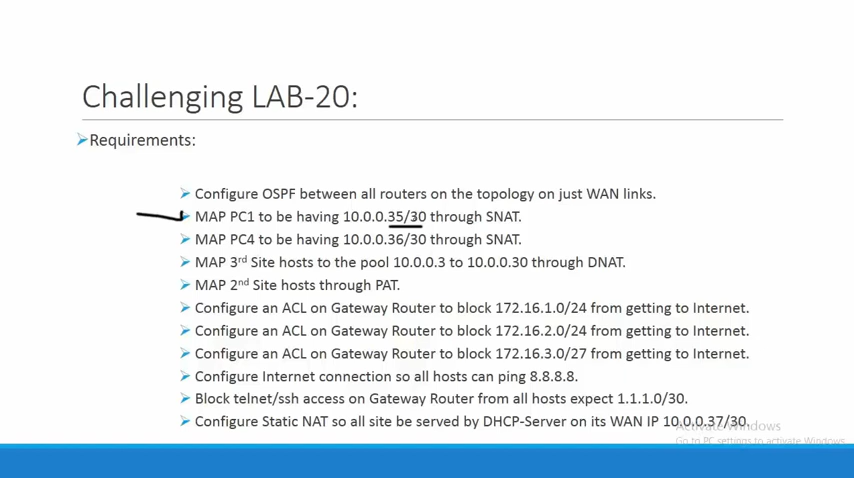 Challenging LAB-20:
Requirements:
Configure OSPF between all routers on the topology on just WAN links.
MAP PC1 to be having 10.0.0.35/30 through SNAT.
MAP PC4 to be having 10.0.0.36/30 through SNAT.
MAP 3rd Site hosts to the pool 10.0.0.3 to 10.0.0.30 through DNAT.
MAP 2nd Site hosts through PAT.
Configure an ACL on Gateway Router to block 172.16.1.0/24 from getting to Internet.
Configure an ACL on Gateway Router to block 172.16.2.0/24 from getting to Internet.
Configure an ACL on Gateway Router to block 172.16.3.0/27 from getting to Internet.
Configure Internet connection so all hosts can ping 8.8.8.8.
Block telnet/ssh access on Gateway Router from all hosts expect 1.1.1.0/30.
Configure Static NAT so all site be served by DHCP-Server on its WAN IP 10.0.0.37/30.
Activate Windows
Go to PC settings to activate Windows.